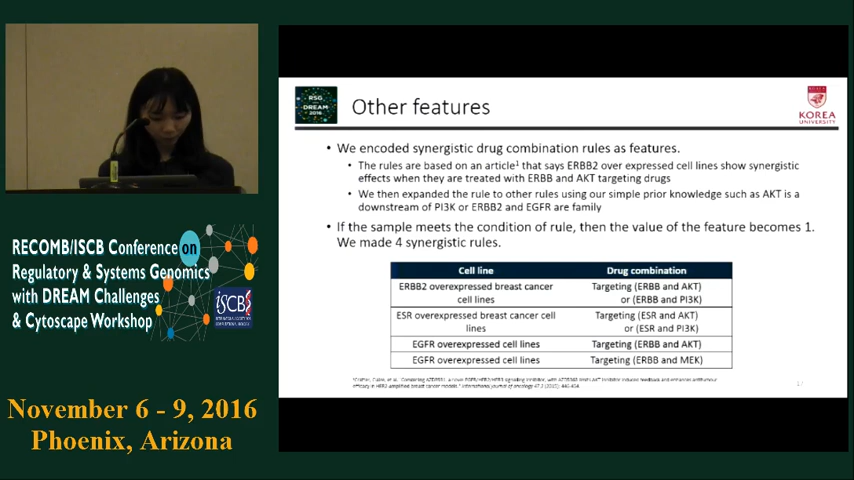 RSG
DREAM
2016
Other features
KOREA
UNIVERSITY
• We encoded synergistic drug combination rules as features.
• The rules are based on an article1 that says ERBB2 over expressed cell lines show synergistic
effects when they are treated with ERBB and AKT targeting drugs
• We then expanded the rule to other rules using our simple prior knowledge such as AKT is a
downstream of PI3K or ERBB2 and EGFR are family
• If the sample meets the condition of rule, then the value of the feature becomes 1.
We made 4 synergistic rules.
Cell line Drug combination
ERBB2 overexpressed breast cancer
cell lines
Targeting (ERBB and AKT)
or (ERBB and PI3K)
ESR overexpressed breast cancer cell
lines
Targeting (ESR and AKT)
or (ESR and PI3K)
EGFR overexpressed cell lines Targeting (ERBB and AKT)
EGFR overexpressed cell lines Targeting (ERBB and MEK)
RECOMB/ISCB Conference on
Regulatory & Systems Genomics
with DREAM Challenges
& Cytoscape Workshop
ISCB
November 6 - 9, 2016
Phoenix, Arizona